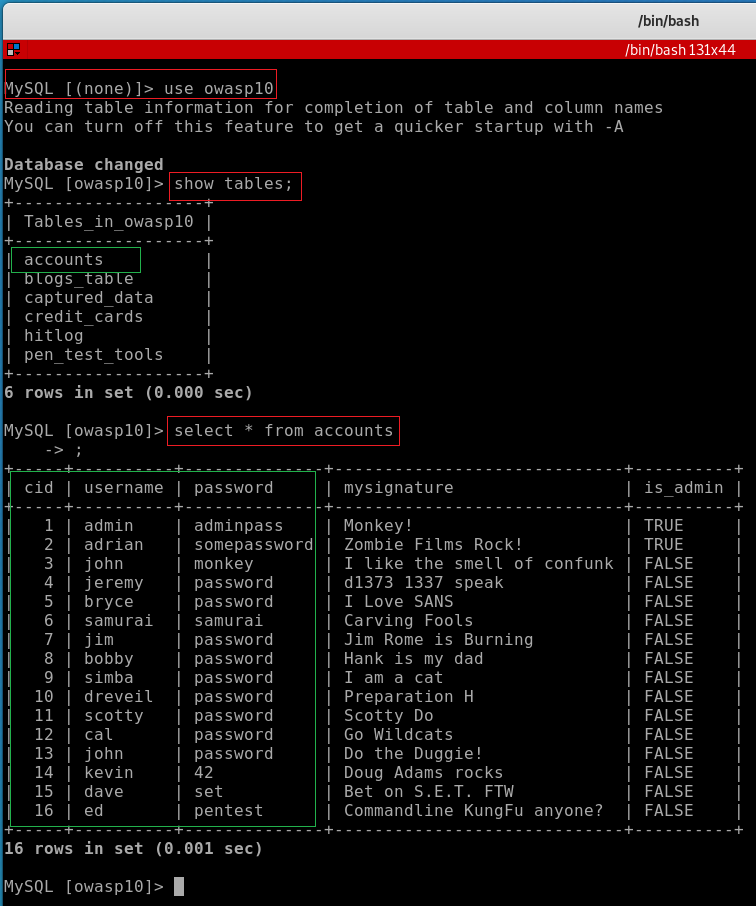 /bin/bash
/bin/bash 131x44
MySQL [(none)]> use owasp10
Reading table information for completion of table and column names
You can turn off this feature to get a quicker startup with -A
Database changed
MySQL [owasp10]> show tables;
+-------------------+
| Tables_in_owasp10 |
+-------------------+
| accounts          |
| blogs_table       |
| captured_data     |
| credit_cards      |
| hitlog            |
| pen_test_tools    |
+-------------------+
6 rows in set (0.000 sec)
MySQL [owasp10]> select * from accounts
    -> ;
+-----+----------+--------------+-----------------------------+----------+
| cid | username | password     | mysignature                 | is_admin |
+-----+----------+--------------+-----------------------------+----------+
|   1 | admin    | adminpass    | Monkey!                     | TRUE     |
|   2 | adrian   | somepassword | Zombie Films Rock!          | TRUE     |
|   3 | john     | monkey       | I like the smell of confunk | FALSE    |
|   4 | jeremy   | password     | d1373 1337 speak            | FALSE    |
|   5 | bryce    | password     | I Love SANS                 | FALSE    |
|   6 | samurai  | samurai      | Carving Fools               | FALSE    |
|   7 | jim      | password     | Jim Rome is Burning         | FALSE    |
|   8 | bobby    | password     | Hank is my dad              | FALSE    |
|   9 | simba    | password     | I am a cat                  | FALSE    |
|  10 | dreveil  | password     | Preparation H               | FALSE    |
|  11 | scotty   | password     | Scotty Do                   | FALSE    |
|  12 | cal      | password     | Go Wildcats                 | FALSE    |
|  13 | john     | password     | Do the Duggie!              | FALSE    |
|  14 | kevin    | 42           | Doug Adams rocks            | FALSE    |
|  15 | dave     | set          | Bet on S.E.T. FTW           | FALSE    |
|  16 | ed       | pentest      | Commandline KungFu anyone?  | FALSE    |
+-----+----------+--------------+-----------------------------+----------+
16 rows in set (0.001 sec)
MySQL [owasp10]>